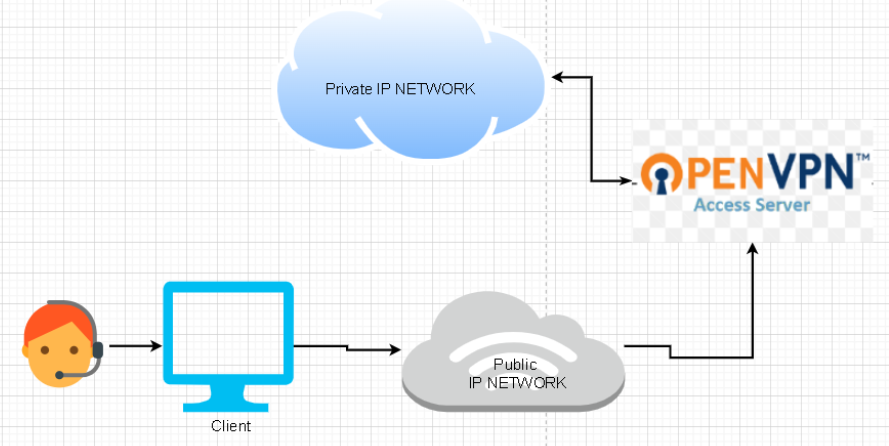 Private IP NETWORK
OPENVPN™
Access Server
Public
IP NETWORK
Client